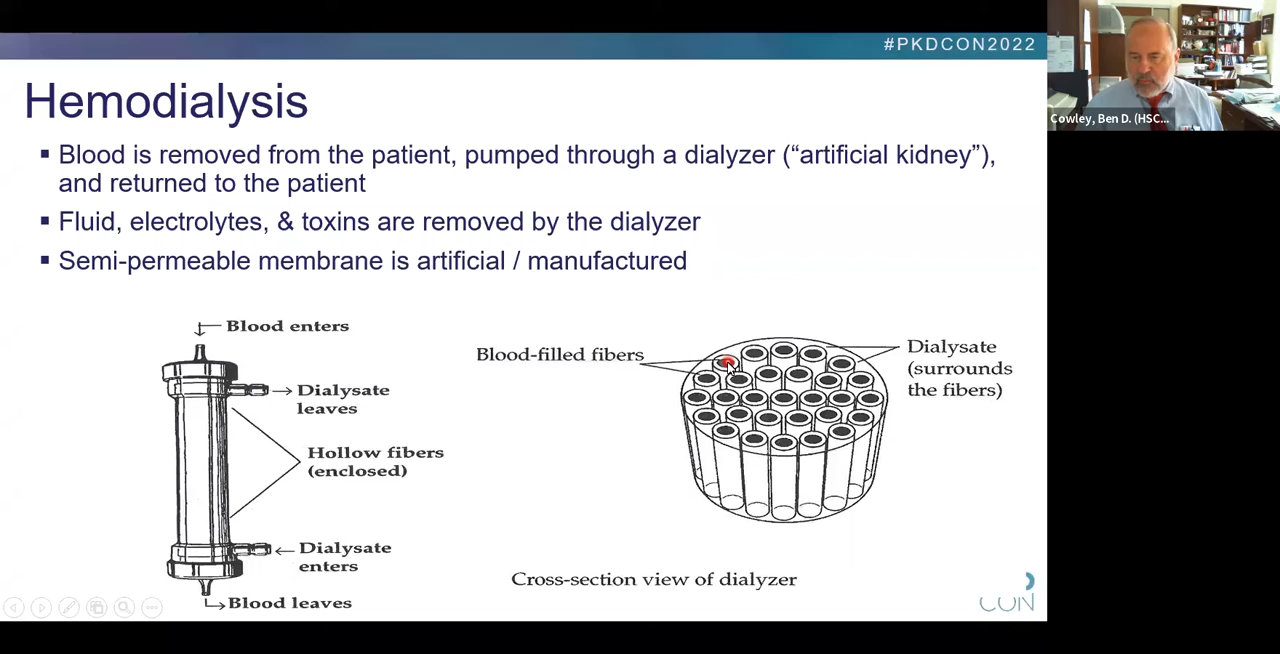 #PKDCON2022
Cowley, Ben D. (HSC...
Hemodialysis
▪ Blood is removed from the patient, pumped through a dialyzer (“artificial kidney”),
and returned to the patient
▪ Fluid, electrolytes, & toxins are removed by the dialyzer
▪ Semi-permeable membrane is artificial / manufactured
Blood enters
Dialysate
leaves
Hollow fibers
(enclosed)
Dialysate
enters
Blood leaves
Blood-filled fibers
Dialysate
(surrounds
the fibers)
Cross-section view of dialyzer
CON